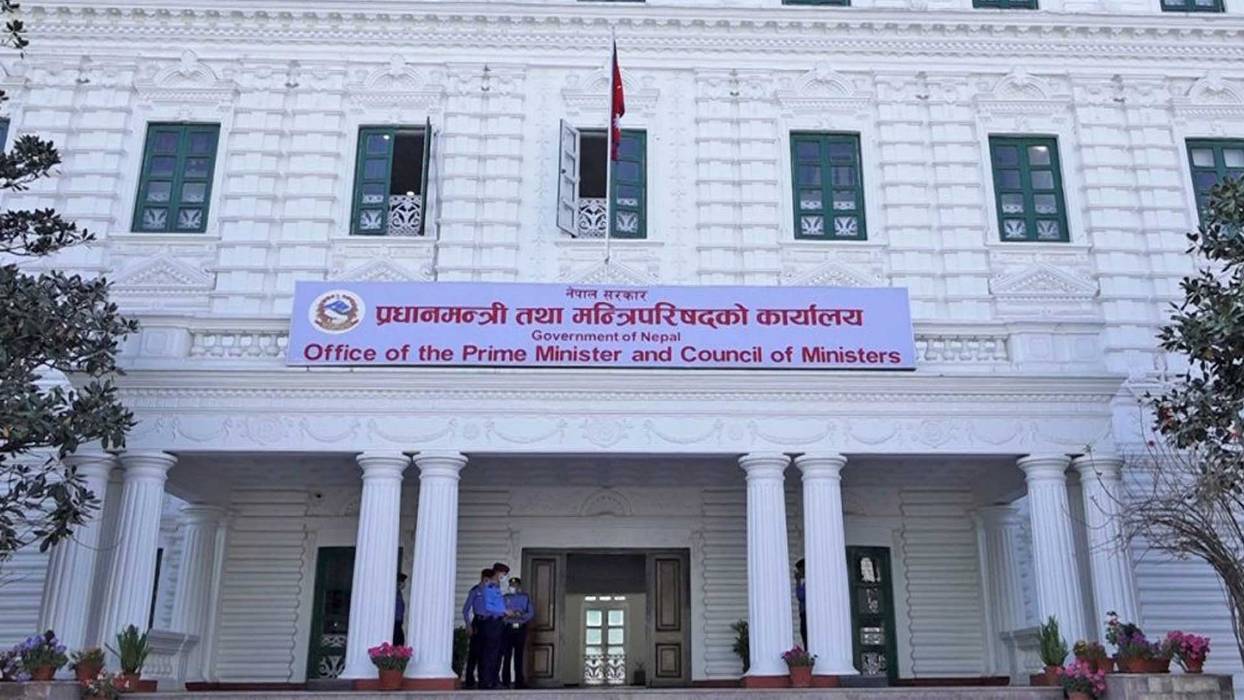 नेपाल सरकार
प्रधानमन्त्री तथा मन्त्रिपरिषद्को कार्यालय
Government of Nepal
Office of the Prime Minister and Council of Ministers